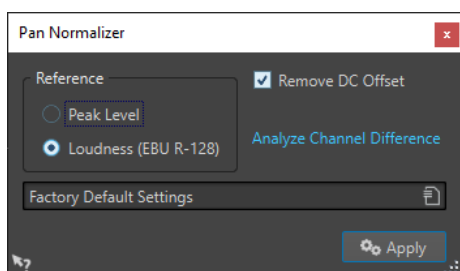 Pan Normalizer
x
Reference
Peak Level
Loudness (EBU R-128)
Remove DC Offset
Analyze Channel Difference
Factory Default Settings
Apply
?